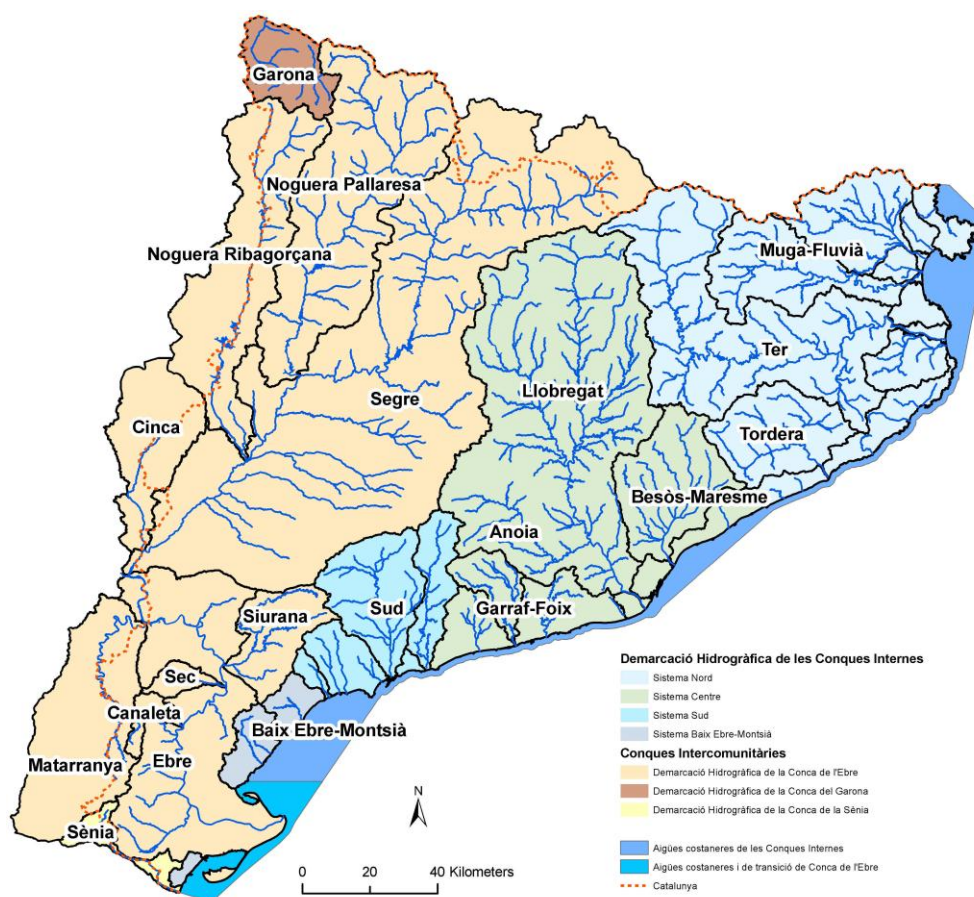 Garona
Noguera Pallaresa
Noguera Ribagorçana
Muga-Fluvià
Ter
Llobregat
Segre
Cinca
Tordera
Besòs-Maresme
Anoia
Siurana
Sud
Garraf-Foix
Sec
Canaleta
Baix Ebre-Montsià
Matarranya
Ebre
Sènia
N
0 20 40 Kilometers
Demarcació Hidrogràfica de les Conques Internes
Sistema Nord
Sistema Centre
Sistema Sud
Sistema Baix Ebre-Montsià
Conques Intercomunitàries
Demarcació Hidrogràfica de la Conca de l'Ebre
Demarcació Hidrogràfica de la Conca del Garona
Demarcació Hidrogràfica de la Conca de la Sénia
Aigües costaneres de les Conques Internes
Aigües costaneres i de transició de Conca de l'Ebre
Catalunya